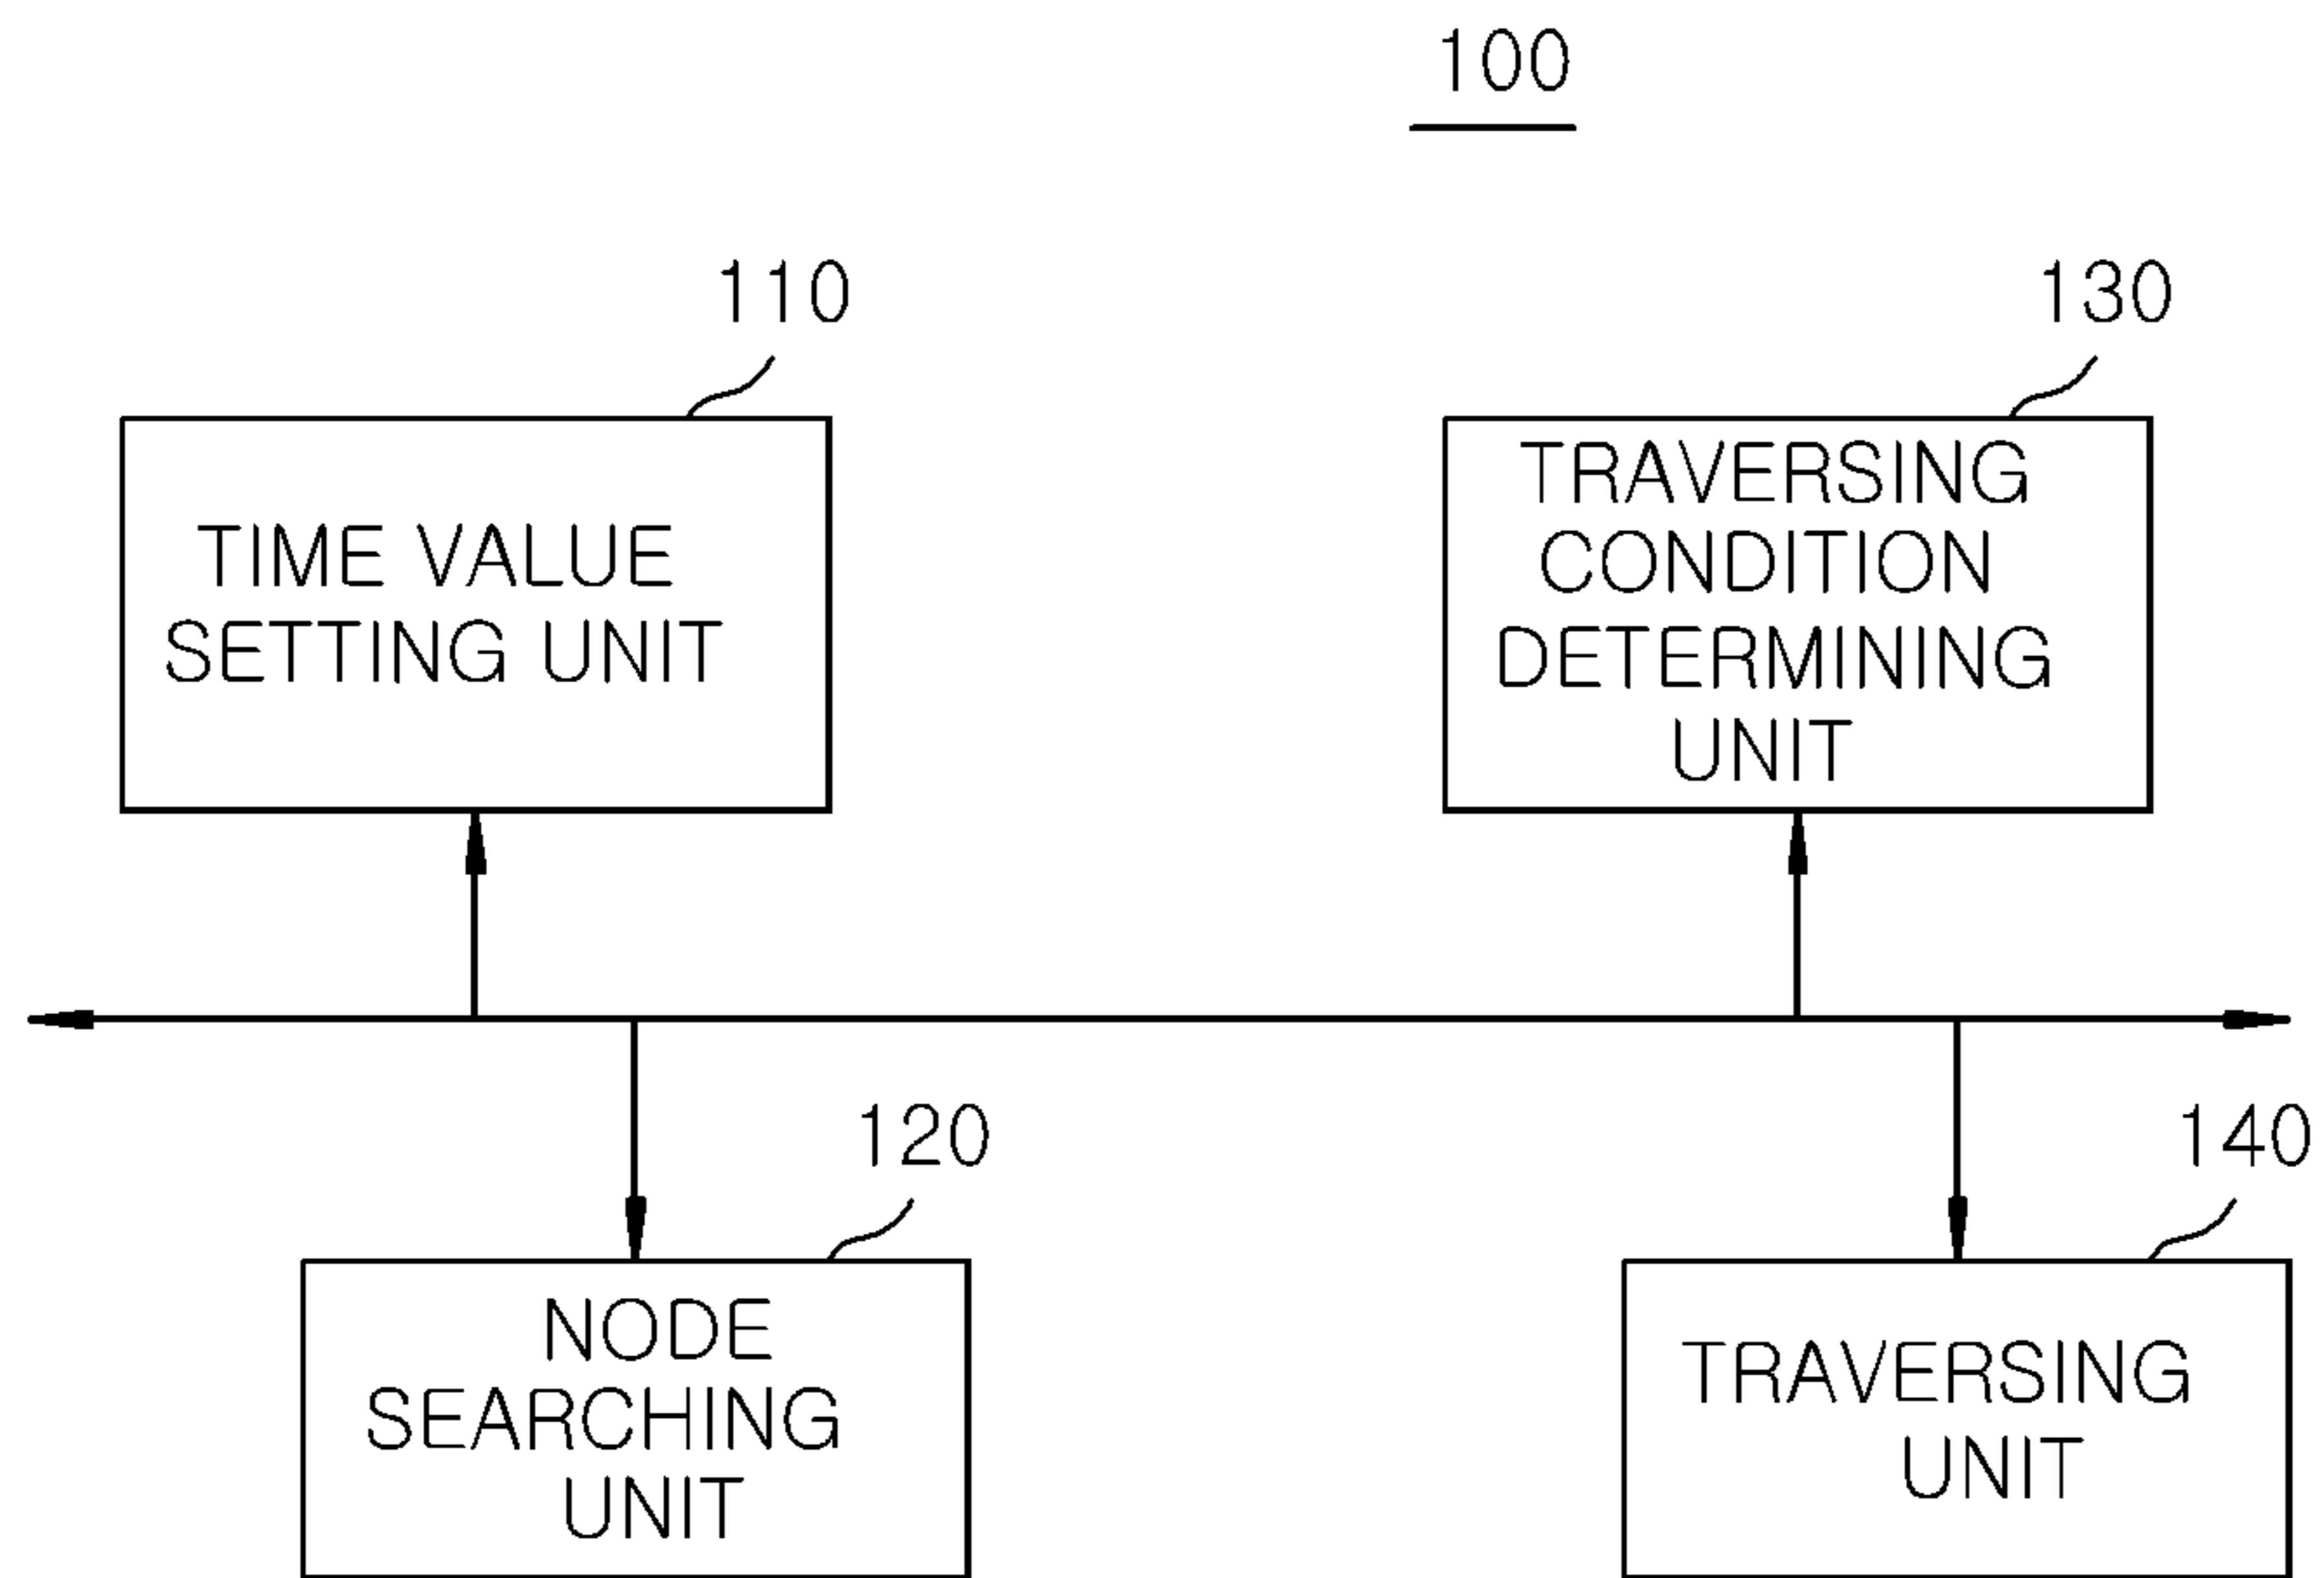 100
110
TIME VALUE
SETTING UNIT
130
TRAVERSING
CONDITION
DETERMINING
UNIT
120
NODE
SEARCHING
UNIT
140
TRAVERSING
UNIT